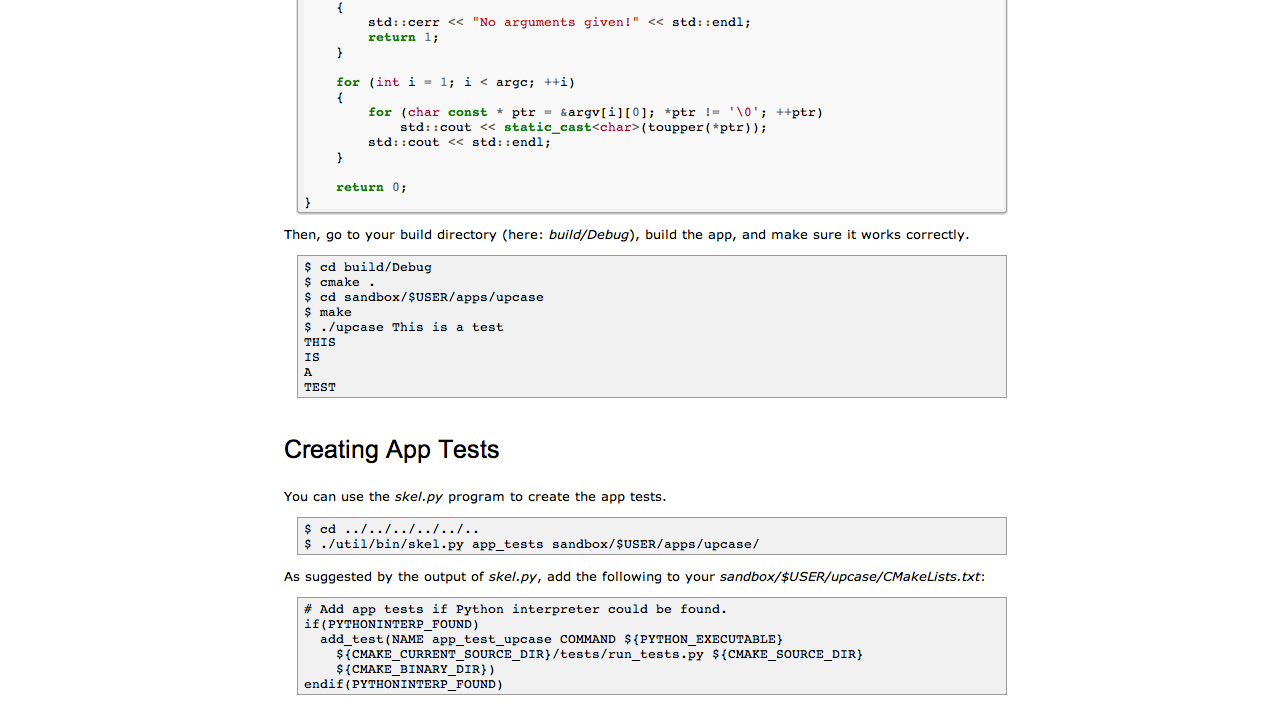 {
std::cerr << "No arguments given!" << std::endl;
return 1;
}
for (int i = 1; i < argc; ++i)
{
for (char const * ptr = &argv[i][0]; *ptr != '\0'; ++ptr)
std::cout << static_cast<char>(toupper(*ptr));
std::cout << std::endl;
}
return 0;
}
Then, go to your build directory (here: build/Debug), build the app, and make sure it works correctly.
$ cd build/Debug
$ cmake .
$ cd sandbox/$USER/apps/upcase
$ make
$ ./upcase This is a test
THIS
IS
A
TEST
Creating App Tests
You can use the skel.py program to create the app tests.
$ cd ../../../../../..
$ ./util/bin/skel.py app_tests sandbox/$USER/apps/upcase/
As suggested by the output of skel.py, add the following to your sandbox/$USER/upcase/CMakeLists.txt:
# Add app tests if Python interpreter could be found.
if(PYTHONINTERP_FOUND)
add_test(NAME app_test_upcase COMMAND ${PYTHON_EXECUTABLE}
${CMAKE_CURRENT_SOURCE_DIR}/tests/run_tests.py ${CMAKE_SOURCE_DIR}
${CMAKE_BINARY_DIR})
endif(PYTHONINTERP_FOUND)